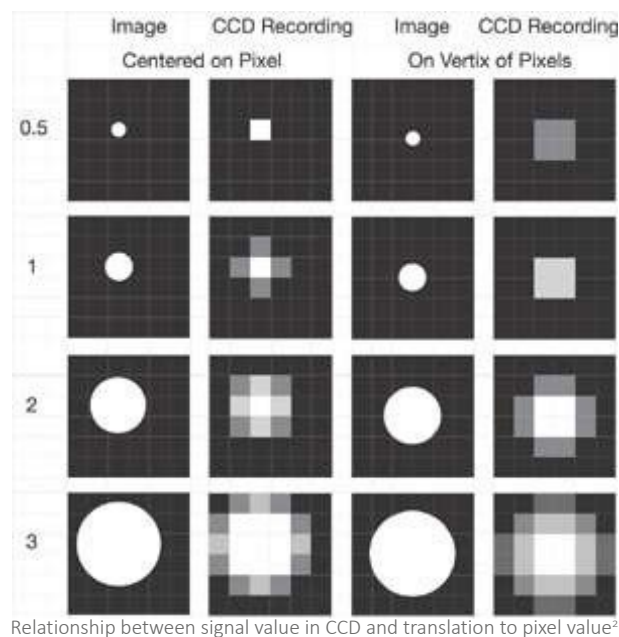 Image CCD Recording Image CCD Recording
Centered on Pixel On Vertix of Pixels
0.5
1
2
3
Relationship between signal value in CCD and translation to pixel value²